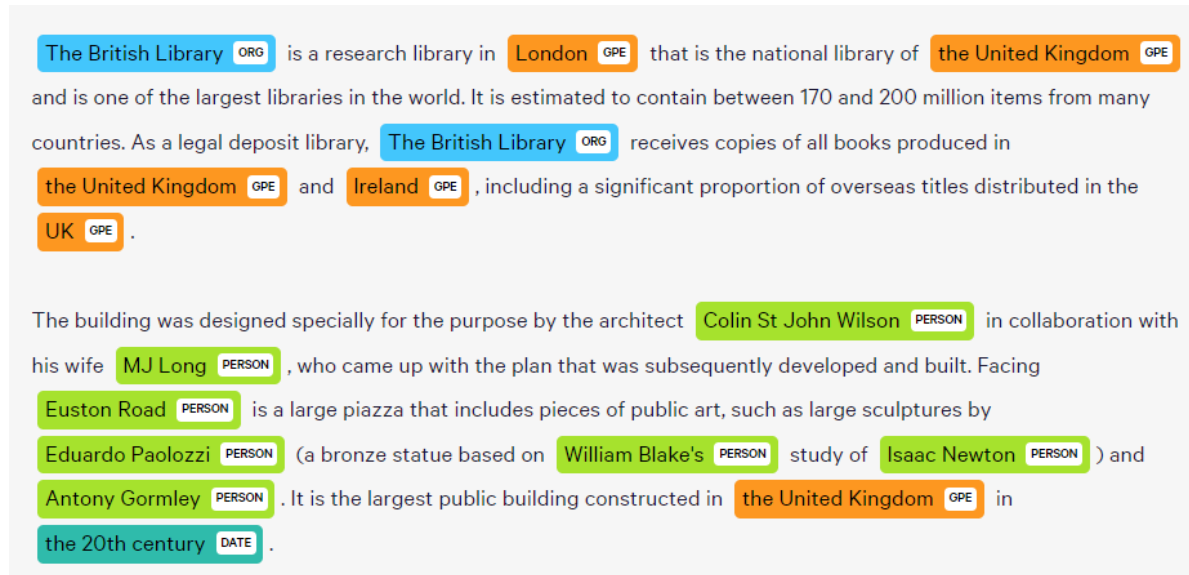 The British Library ORG is a research library in London GPE that is the national library of the United Kingdom GPE
and is one of the largest libraries in the world. It is estimated to contain between 170 and 200 million items from many
countries. As a legal deposit library, The British Library ORG receives copies of all books produced in
the United Kingdom GPE and Ireland GPE , including a significant proportion of overseas titles distributed in the
UK GPE .
The building was designed specially for the purpose by the architect Colin St John Wilson PERSON in collaboration with
his wife MJ Long PERSON , who came up with the plan that was subsequently developed and built. Facing
Euston Road PERSON is a large piazza that includes pieces of public art, such as large sculptures by
Eduardo Paolozzi PERSON (a bronze statue based on William Blake's PERSON study of Isaac Newton PERSON ) and
Antony Gormley PERSON . It is the largest public building constructed in the United Kingdom GPE in
the 20th century DATE .